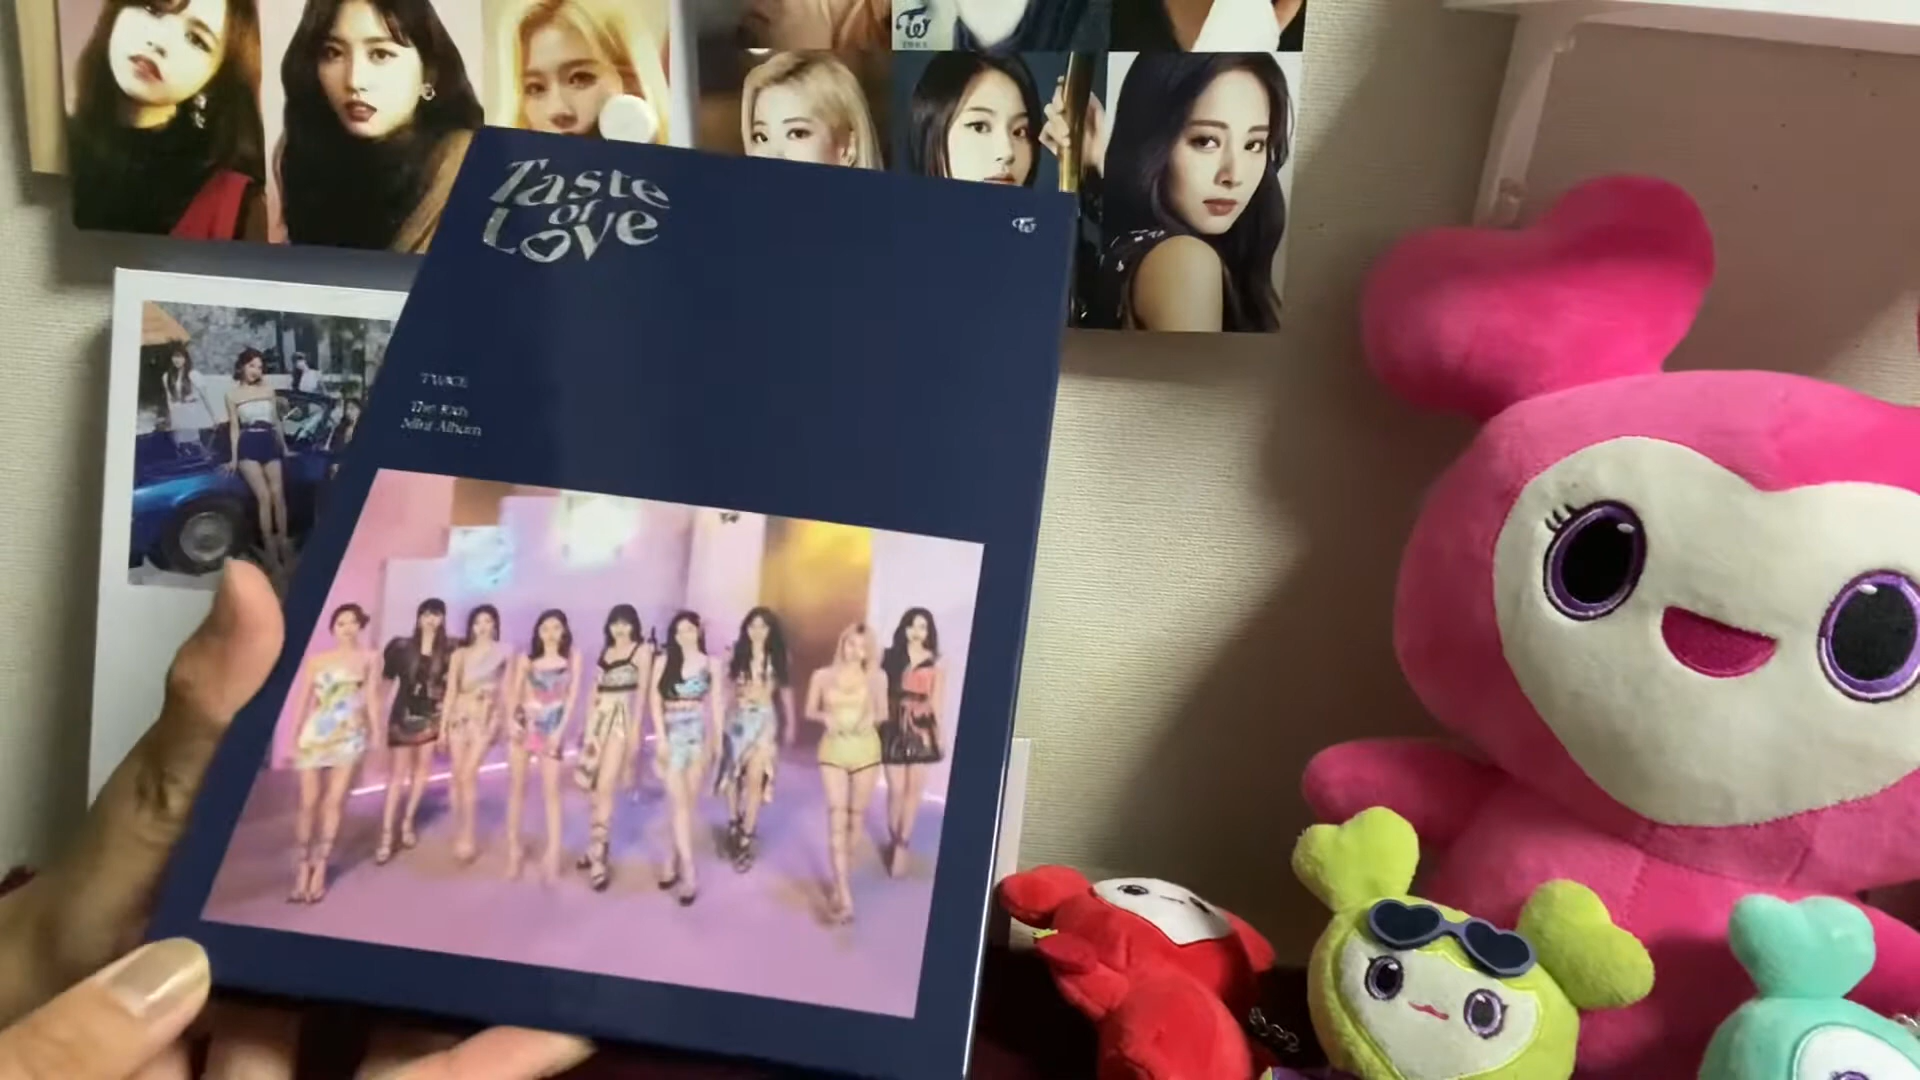 Taste
of
Love
TWICE
The 10th
Mini Album